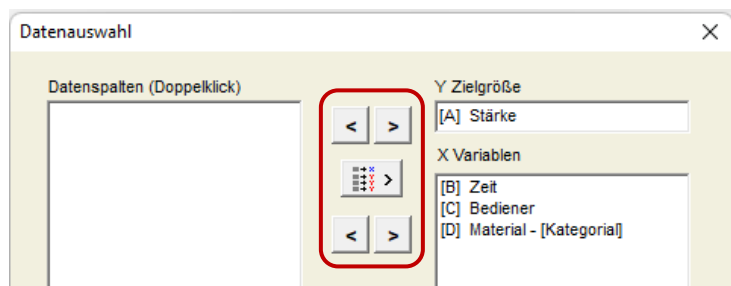 Datenauswahl
Datenspalten (Doppelklick)
Y Zielgröße
< >
[A] Stärke
X Variablen
>
[B] Zeit
[C] Bediener
[D] Material - [Kategorial]
< >